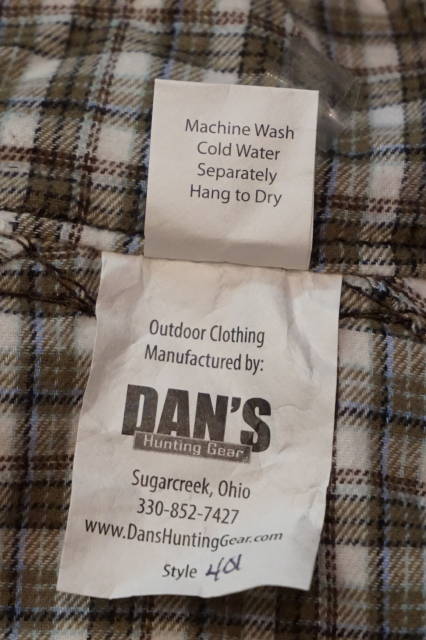 Machine Wash
Cold Water
Separately
Hang to Dry
Outdoor Clothing
Manufactured by:
DAN'S
Hunting Gear
Sugarcreek, Ohio
330-852-7427
www.DansHuntingGear.com
Style 401